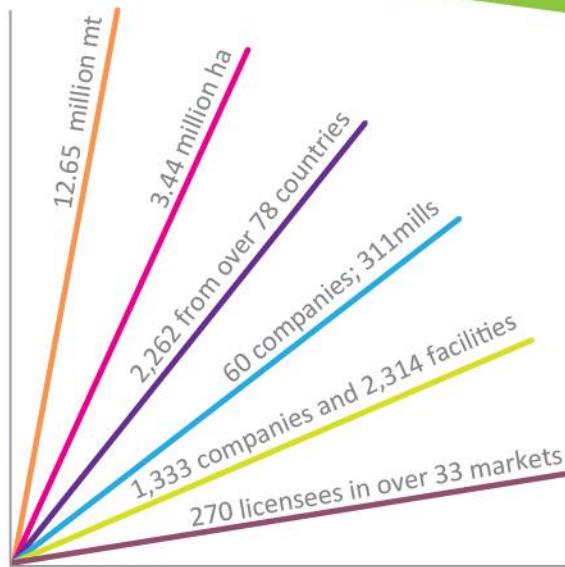 12.65 million mt
3.44 million ha
2,262 from over 78 countries
60 companies; 311mills
1,333 companies and 2,314 facilities
270 licensees in over 33 markets